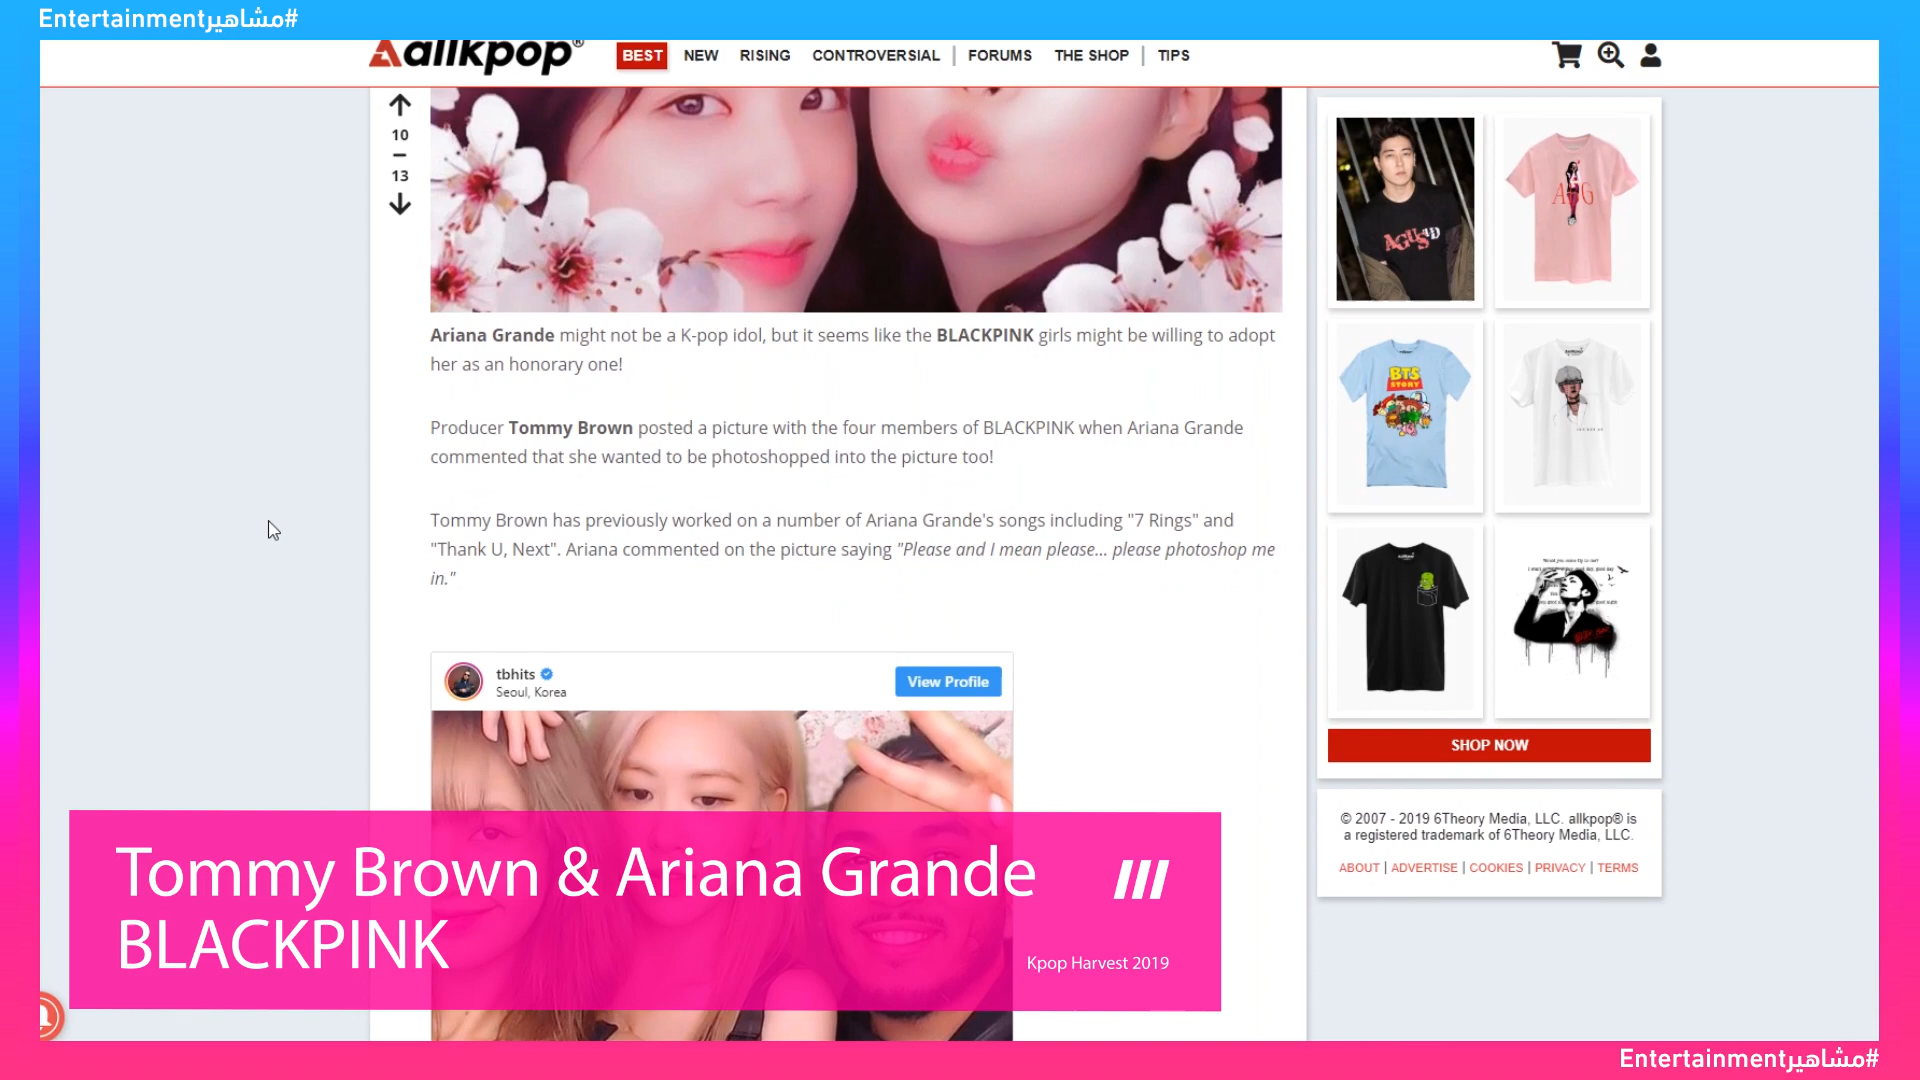 Entertainmentمشاهير#
allkpop®
BEST NEW RISING CONTROVERSIAL | FORUMS THE SHOP | TIPS
10
13
Ariana Grande might not be a K-pop idol, but it seems like the BLACKPINK girls might be willing to adopt
her as an honorary one!
Producer Tommy Brown posted a picture with the four members of BLACKPINK when Ariana Grande
commented that she wanted to be photoshopped into the picture too!
Tommy Brown has previously worked on a number of Ariana Grande's songs including "7 Rings" and
"Thank U, Next". Ariana commented on the picture saying "Please and I mean please... please photoshop me
in."
tbhits
Seoul, Korea
View Profile
BTS
STORY
SHOP NOW
© 2007 - 2019 6Theory Media, LLC. allkpop® is
a registered trademark of 6Theory Media, LLC.
ABOUT | ADVERTISE | COOKIES | PRIVACY | TERMS
Tommy Brown & Ariana Grande
BLACKPINK
Kpop Harvest 2019
Entertainmentمشاهير#